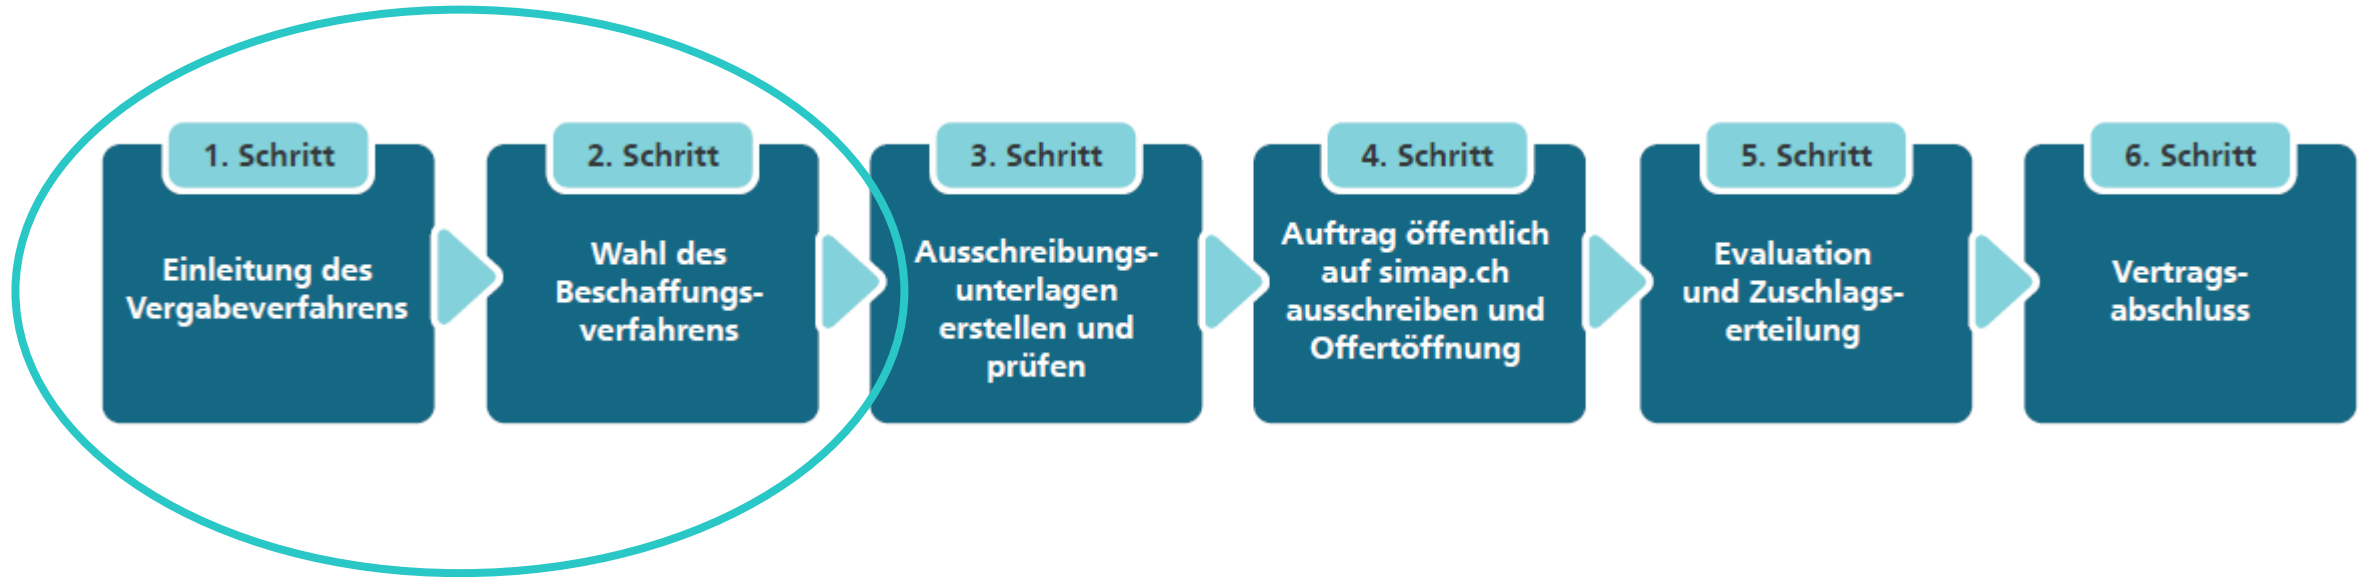 1. Schritt
Einleitung des
Vergabeverfahrens
2. Schritt
Wahl des
Beschaffungs-
verfahrens
3. Schritt
Ausschreibungs-
unterlagen
erstellen und
prüfen
4. Schritt
Auftrag öffentlich
auf simap.ch
ausschreiben und
Offertöffnung
5. Schritt
Evaluation
und Zuschlags-
erteilung
6. Schritt
Vertrags-
abschluss